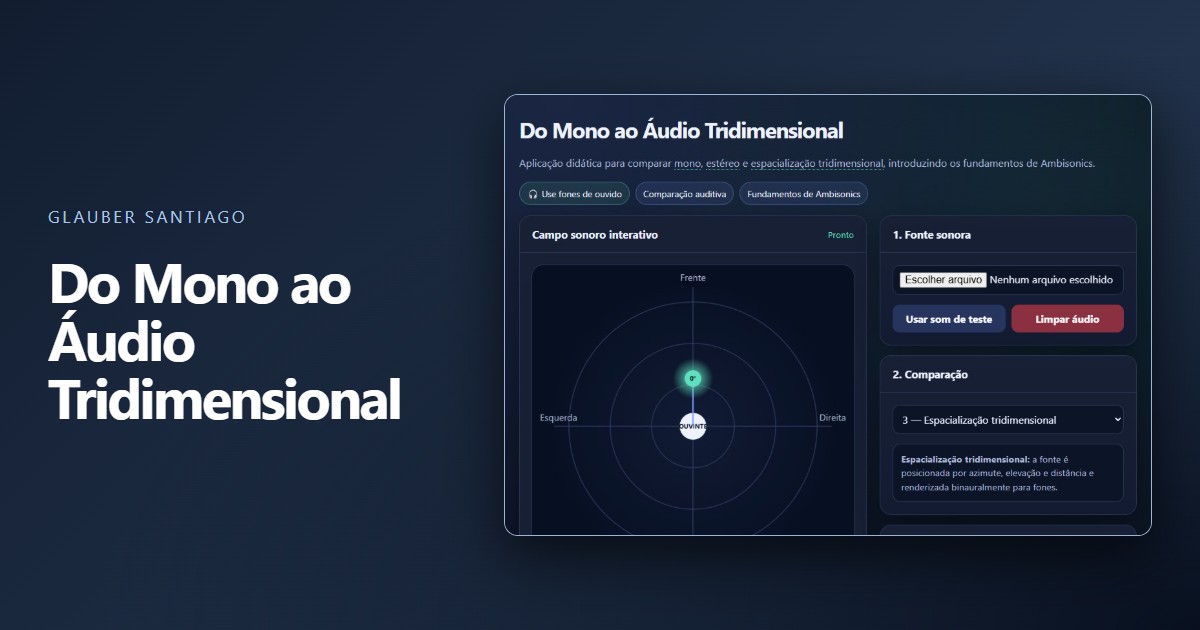 GLAUBER SANTIAGO
Do Mono ao
Áudio
Tridimensional
Do Mono ao Áudio Tridimensional
Aplicação didática para comparar mono, estéreo e espacialização tridimensional, introduzindo os fundamentos de Ambisonics.
🎧 Use fones de ouvido
Comparação auditiva
Fundamentos de Ambisonics
Campo sonoro interativo
Pronto
Frente
0°
Esquerda
OUVINTE
Direita
1. Fonte sonora
Escolher arquivo Nenhum arquivo escolhido
Usar som de teste
Limpar áudio
2. Comparação
3 — Espacialização tridimensional
Espacialização tridimensional: a fonte é
posicionada por azimute, elevação e distância e
renderizada binauralmente para fones.